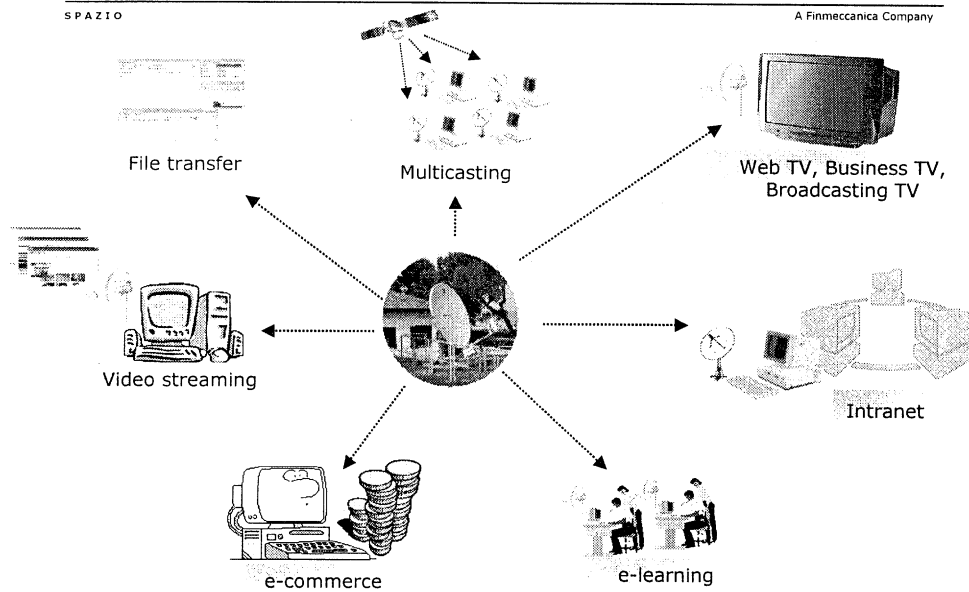 SPAZIO
A Finmeccanica Company
File transfer
Multicasting
Web TV, Business TV,
Broadcasting TV
Video streaming
Intranet
e-commerce
e-learning